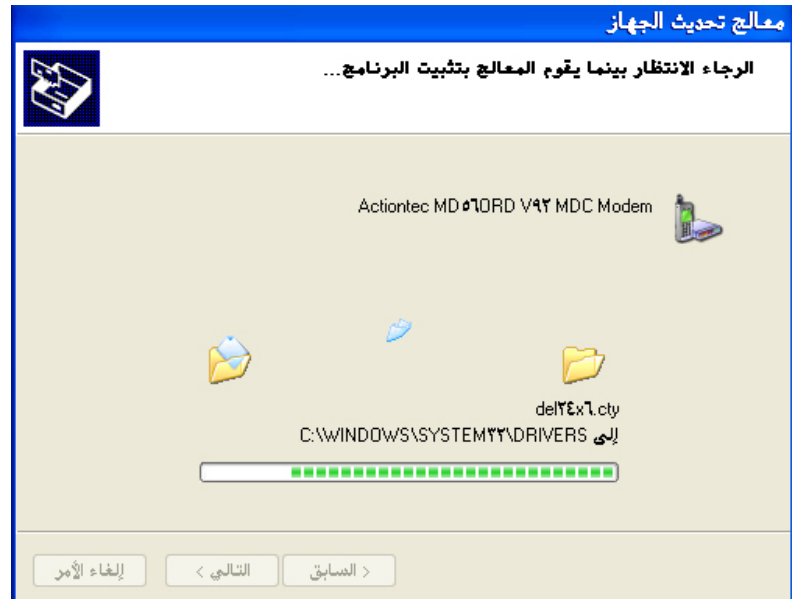 معالج تحديث الجهاز
الرجاء الانتظار بينما يقوم المعالج بتثبيت البرنامج...
Actiontec MD٥٦ORD V٩٢ MDC Modem
del٢٤x٦.cty
إلى C:\WINDOWS\SYSTEM٣٢\DRIVERS
< السابق
التالي >
إلغاء الأمر